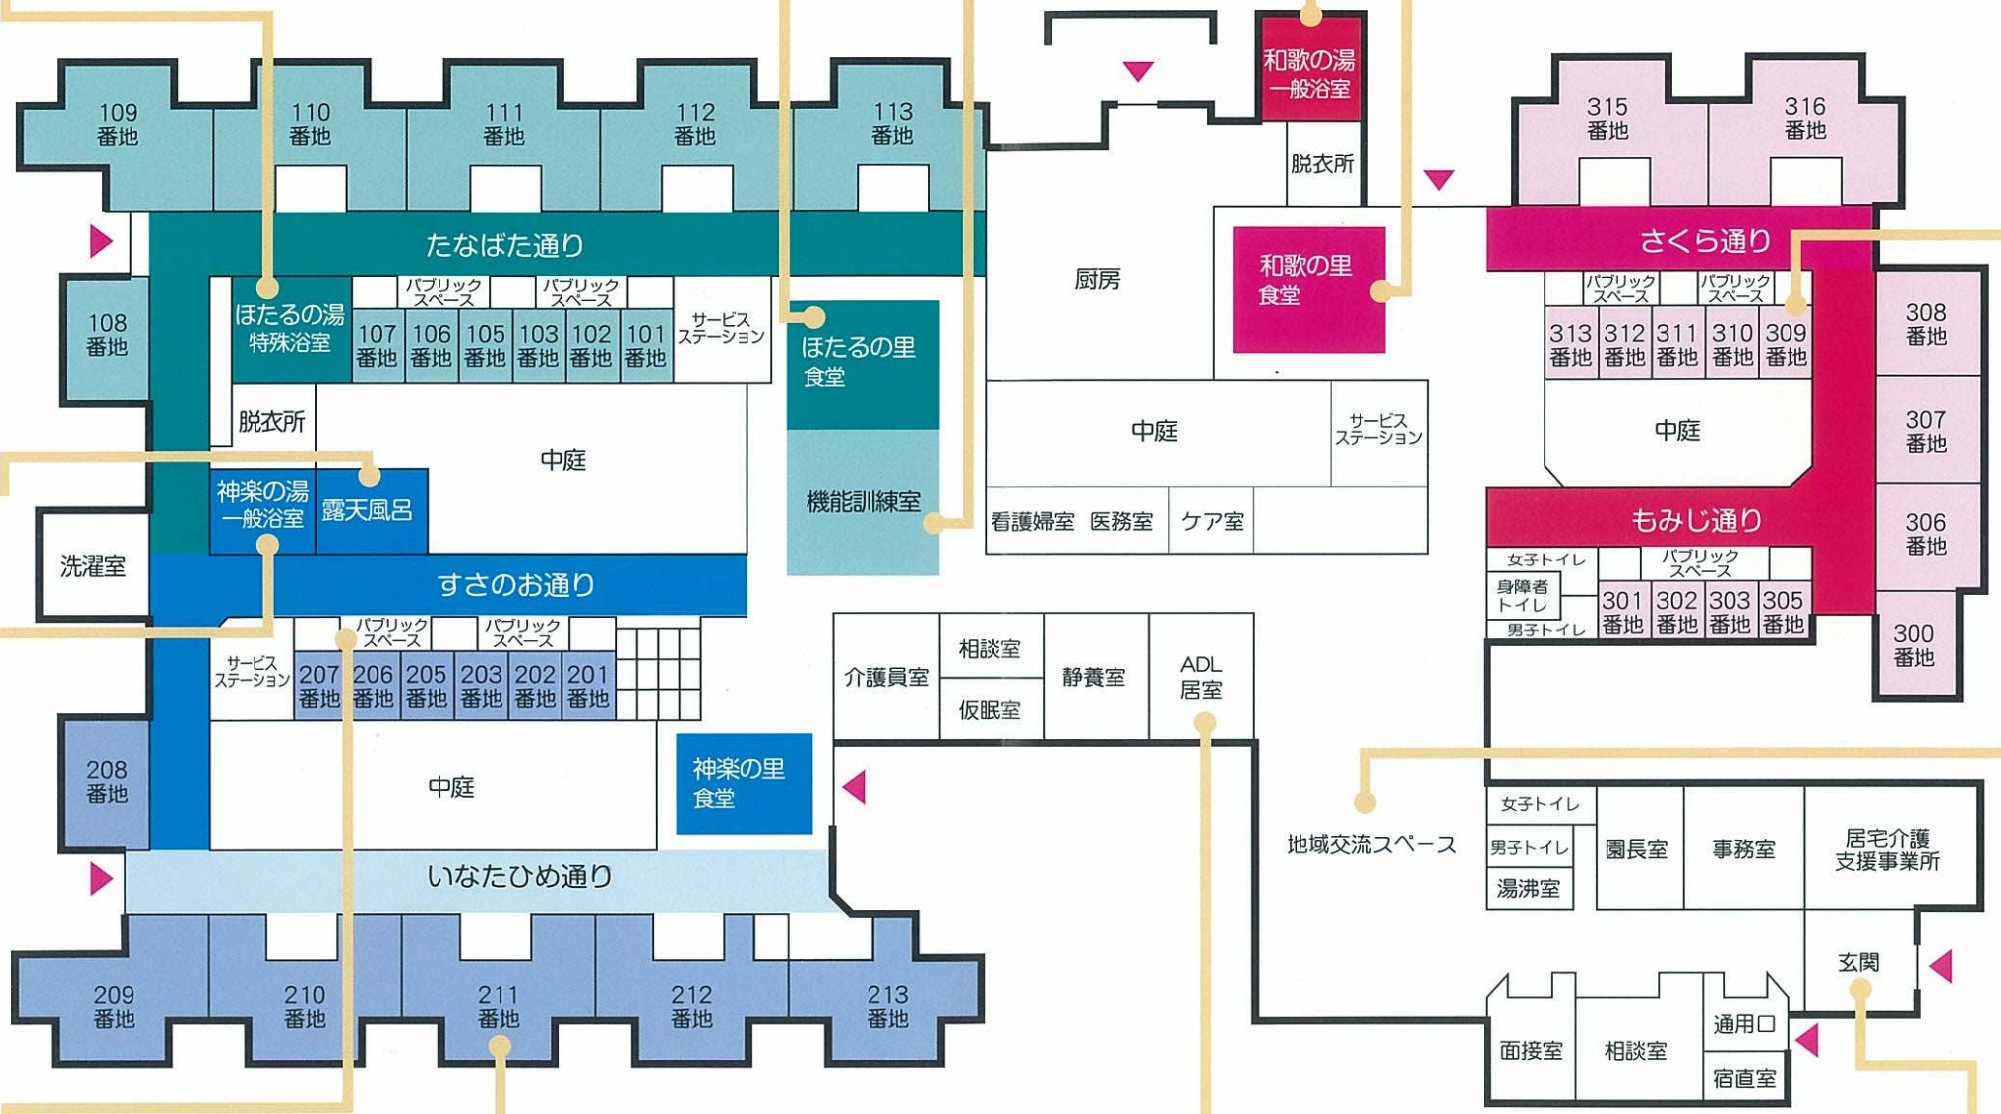 109
番地
110
番地
111
番地
112
番地
113
番地
和歌の湯
一般浴室
脱衣所
315
番地
316
番地
たなばた通り
さくら通り
108
番地
ほたるの湯
特殊浴室
パブリック
スペース
パブリック
スペース
107
番地
106
番地
105
番地
103
番地
102
番地
101
番地
サービス
ステーション
ほたるの里
食堂
厨房
和歌の里
食堂
パブリック
スペース
パブリック
スペース
313
番地
312
番地
311
番地
310
番地
309
番地
308
番地
脱衣所
中庭
中庭
サービス
ステーション
中庭
307
番地
神楽の湯
一般浴室
露天風呂
機能訓練室
看護婦室
医務室
ケア室
もみじ通り
306
番地
洗濯室
すさのお通り
女子トイレ
身障者
トイレ
男子トイレ
パブリック
スペース
301
番地
302
番地
303
番地
305
番地
300
番地
サービス
ステーション
パブリック
スペース
パブリック
スペース
207
番地
206
番地
205
番地
203
番地
202
番地
201
番地
介護員室
相談室
仮眠室
静養室
ADL
居室
208
番地
中庭
神楽の里
食堂
地域交流スペース
女子トイレ
男子トイレ
湯沸室
園長室
事務室
居宅介護
支援事業所
いなたひめ通り
玄関
209
番地
210
番地
211
番地
212
番地
213
番地
面接室
相談室
通用口
宿直室